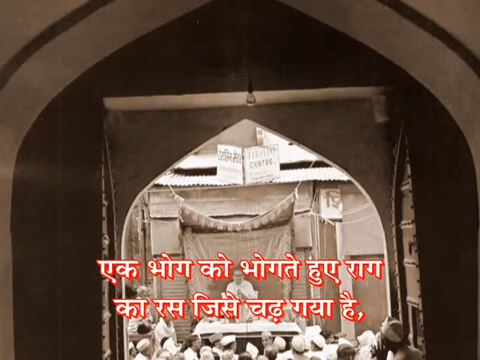 एक भोग को भोगते हुए राग
का रस जिसे चढ़ गया है,